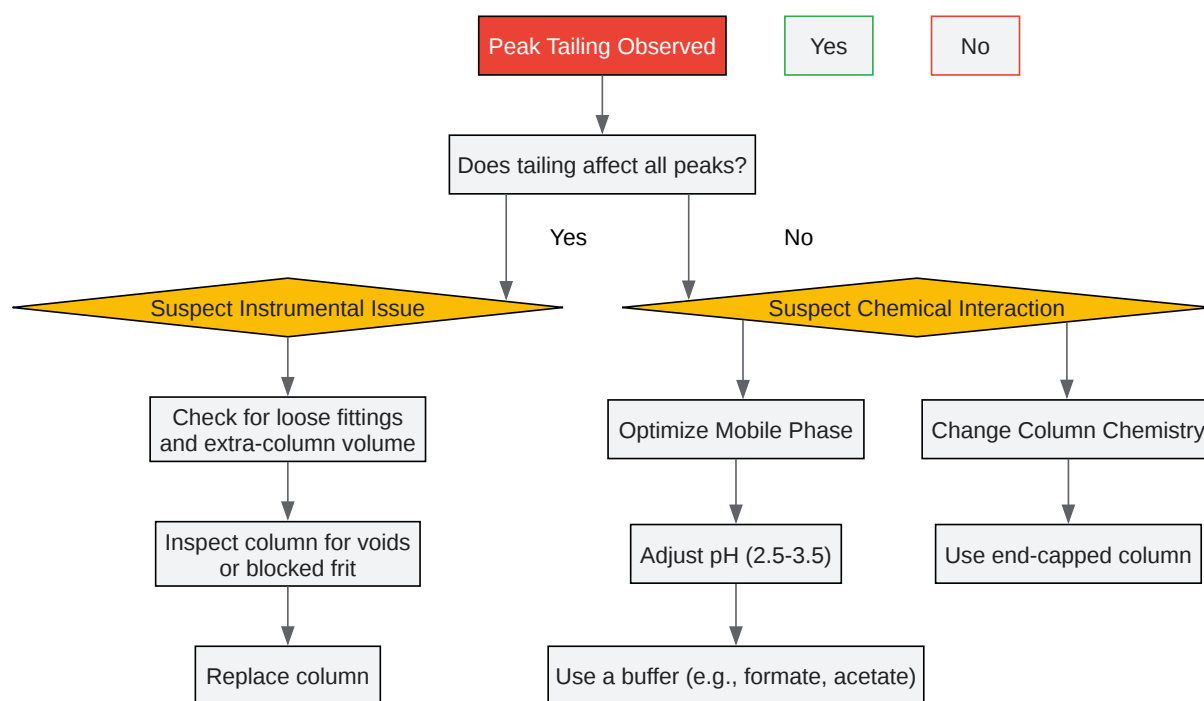 Peak Tailing Observed
Yes
No
Does tailing affect all peaks?
Yes
No
Suspect Instrumental Issue
Suspect Chemical Interaction
Check for loose fittings
and extra-column volume
Optimize Mobile Phase
Change Column Chemistry
Inspect column for voids
or blocked frit
Adjust pH (2.5-3.5)
Use end-capped column
Replace column
Use a buffer (e.g., formate, acetate)